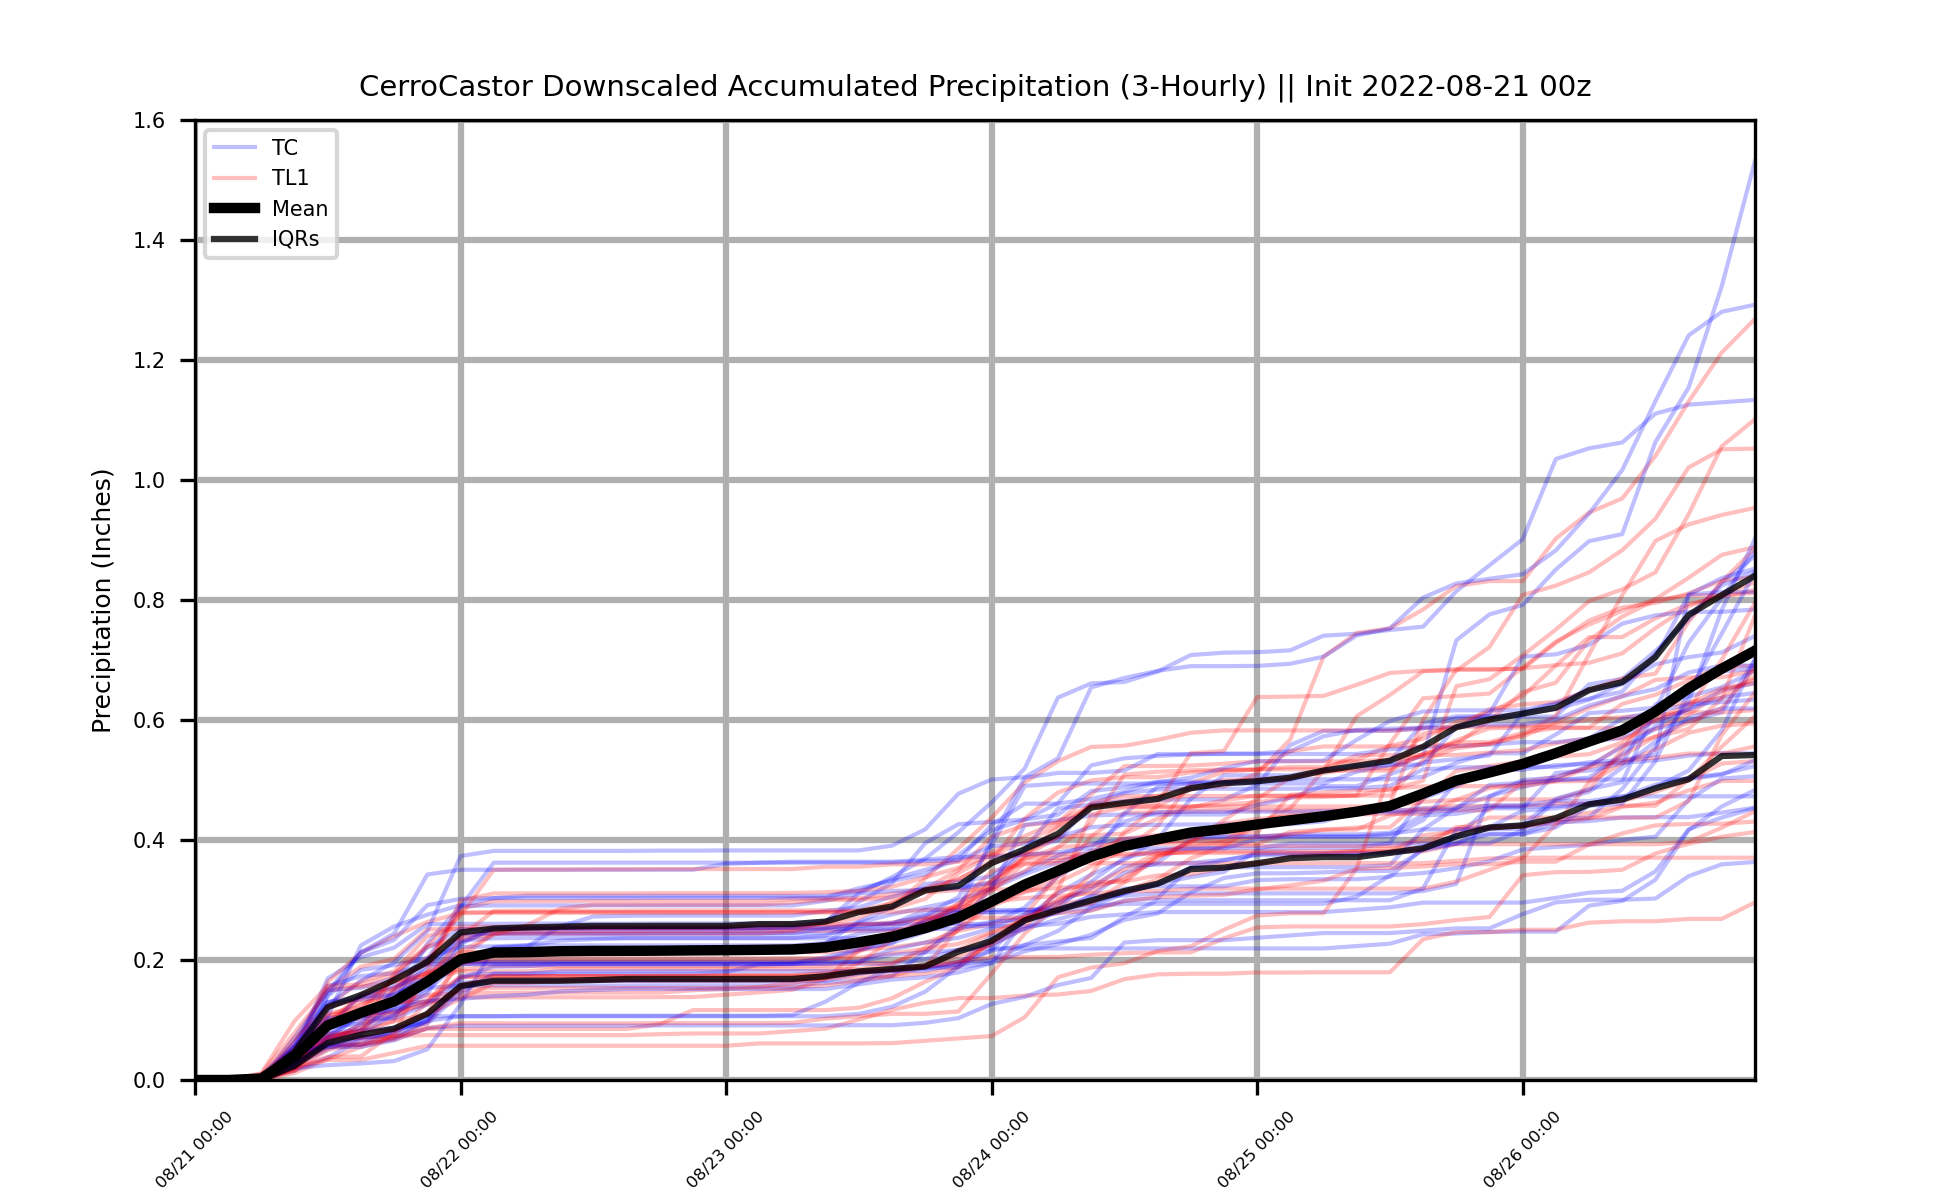 CerroCastor Downscaled Accumulated Precipitation (3-Hourly) || Init 2022-08-21 00z
TC
TL1
Mean
IQRs
Precipitation (Inches)
1.6
1.4
1.2
1.0
0.8
0.6
0.4
0.2
0.0
08/21 00:00
08/22 00:00
08/23 00:00
08/24 00:00
08/25 00:00
08/26 00:00